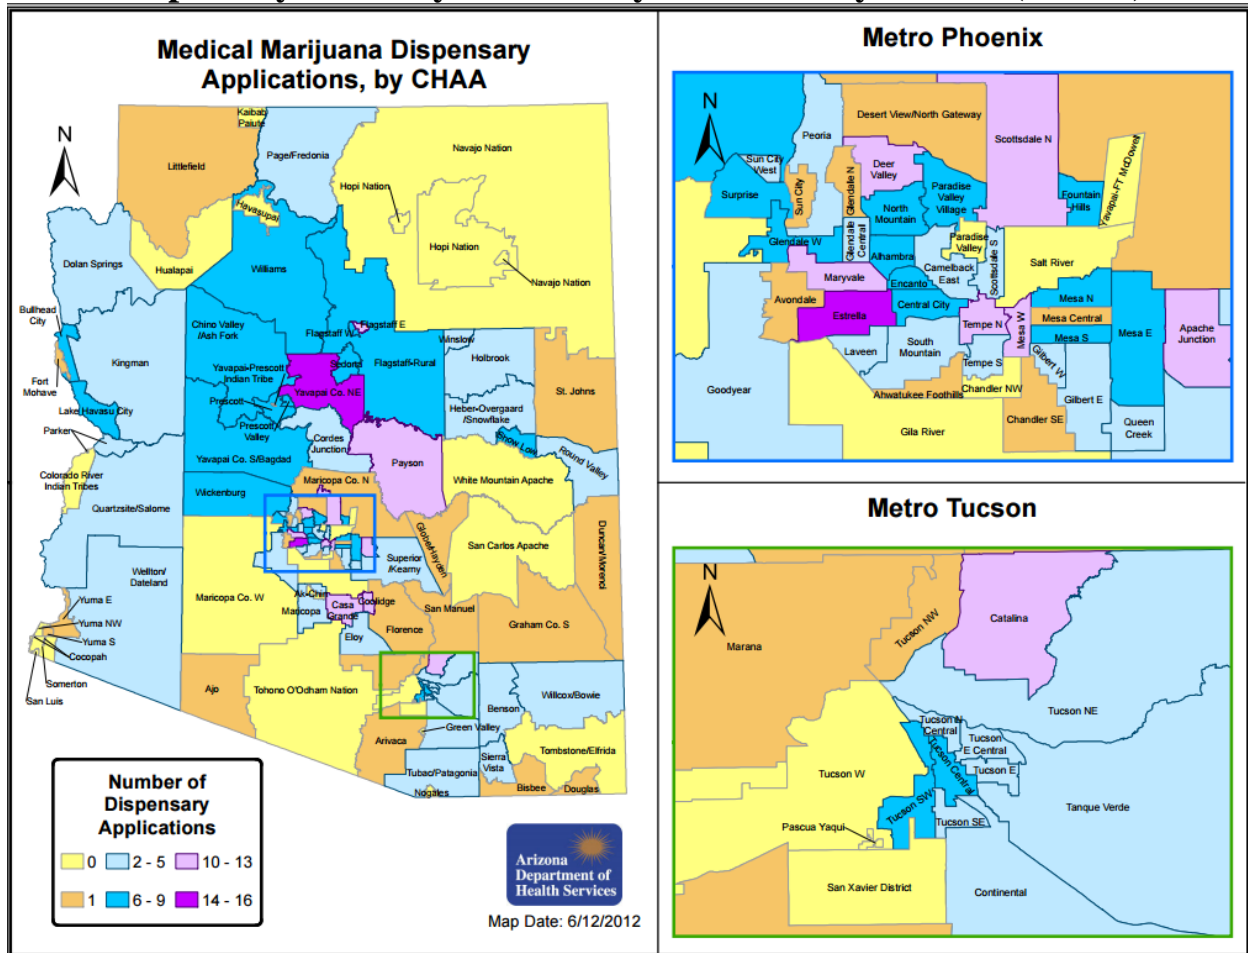 Medical Marijuana Dispensary
Applications, by CHAA
N
Kaibab
Paiute
Littlefield
Page/Fredonia
Navajo Nation
Hopi Nation
Havasupai
Hopi Nation
Hualapai
Dolan Springs
Williams
Navajo Nation
Bullhead
City
Chino Valley
/Ash Fork
Flagstaff W
Flagstaff E
Winslow
Kingman
Holbrook
Yavapai-Prescott
Indian Tribe
Sedona
Flagstaff-Rural
Fort
Mohave
Prescott
Yavapai Co. NE
St. Johns
Lake Havasu City
Prescott
Valley
Heber-Overgaard
/Snowflake
Parker
Cordes
Junction
Show Low
Round Valley
Yavapai Co. S/Bagdad
Payson
Colorado River
Indian Tribes
Maricopa Co. N
White Mountain Apache
Wickenburg
Quartzsite/Salome
Globe/Hayden
San Carlos Apache
Duncan/Morenci
Superior
/Kearny
Wellton/
Dateland
Ak-Chin
Maricopa Co. W
Maricopa
Casa
Grande
Coolidge
San Manuel
Yuma E
Yuma NW
Florence
Graham Co. S
Yuma S
Eloy
Cocopah
Somerton
San Luis
Ajo
Tohono O'Odham Nation
Willcox/Bowie
Benson
Green Valley
Arivaca
Tombstone/Elfrida
Sierra
Vista
Tubac/Patagonia
Nogales
Bisbee
Douglas
Number of
Dispensary
Applications
0
2 - 5
10 - 13
1
6 - 9
14 - 16
Arizona
Department of
Health Services
Map Date: 6/12/2012
Metro Phoenix
N
Desert View/North Gateway
Scottsdale N
Peoria
Sun City
West
Deer
Valley
Yavapai-FT McDowell
Surprise
Sun City
Glendale N
Paradise
Valley
Village
Fountain
Hills
North
Mountain
Glendale W
Glendale
Central
Paradise
Valley
Scottsdale S
Alhambra
Salt River
Camelback
East
Maryvale
Encanto
Avondale
Central City
Mesa N
Estrella
Mesa Central
Tempe N
Mesa W
Mesa E
Apache
Junction
Mesa S
South
Mountain
Laveen
Tempe S
Gilbert W
Goodyear
Ahwatukee Foothills
Chandler NW
Gilbert E
Chandler SE
Queen
Creek
Gila River
Metro Tucson
N
Catalina
Tucson NW
Marana
Tucson NE
Tucson N
Central
Tucson
E Central
Tucson Central
Tucson E
Tucson W
Tucson SW
Tanque Verde
Tucson SE
Pascua Yaqui
San Xavier District
Continental